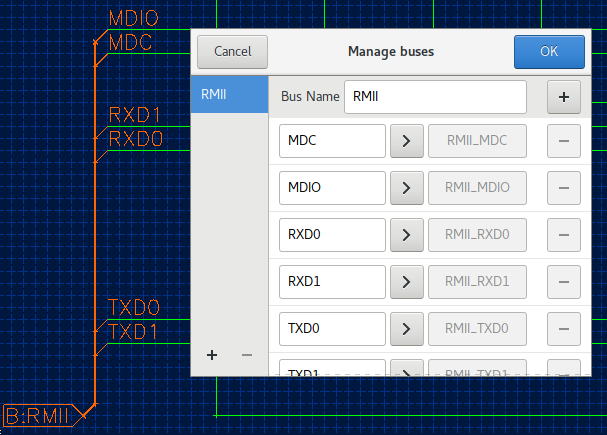 MDIO
MDC
RXD1
RXD0
TXD0
TXD1
B:RMII
Cancel
Manage buses
OK
RMII
Bus Name RMII +
MDC > RMII_MDC −
MDIO > RMII_MDIO −
RXD0 > RMII_RXD0 −
RXD1 > RMII_RXD1 −
TXD0 > RMII_TXD0 −
TXD1 RMII_TXD1
+ −